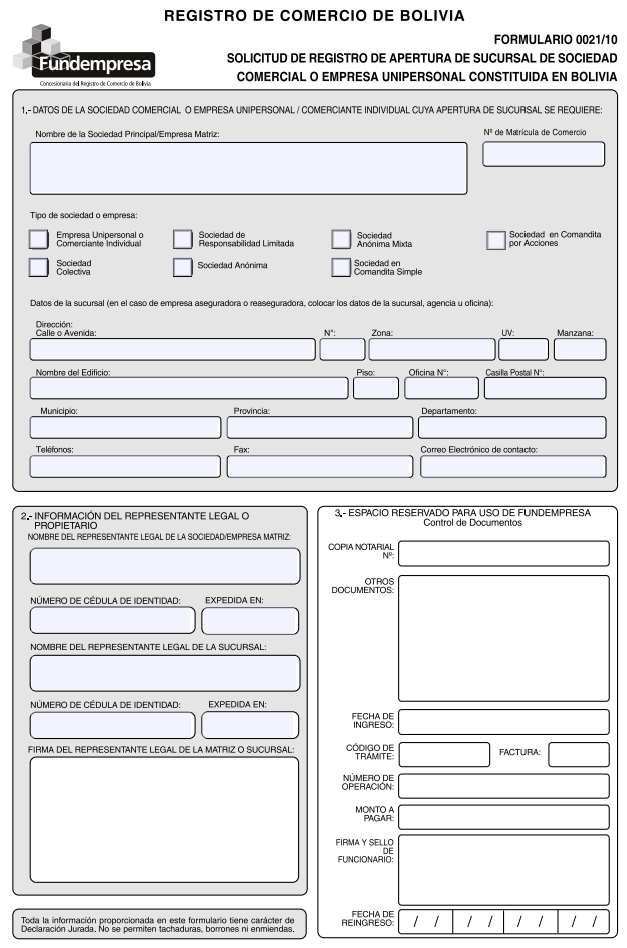 REGISTRO DE COMERCIO DE BOLIVIA
Fundempresa
Concesionaria del Registro de Comercio de Bolivia
FORMULARIO 0021/10
SOLICITUD DE REGISTRO DE APERTURA DE SUCURSAL DE SOCIEDAD
COMERCIAL O EMPRESA UNIPERSONAL CONSTITUIDA EN BOLIVIA
1.- DATOS DE LA SOCIEDAD COMERCIAL O EMPRESA UNIPERSONAL / COMERCIANTE INDIVIDUAL CUYA APERTURA DE SUCURSAL SE REQUIERE:
Nombre de la Sociedad Principal/Empresa Matriz:
Nº de Matrícula de Comercio
Tipo de sociedad o empresa:
Empresa Unipersonal o
Comerciante Individual
Sociedad de
Responsabilidad Limitada
Sociedad
Anónima Mixta
Sociedad en Comandita
por Acciones
Sociedad
Colectiva
Sociedad Anónima
Sociedad en
Comandita Simple
Datos de la sucursal (en el caso de empresa aseguradora o reaseguradora, colocar los datos de la sucursal, agencia u oficina):
Dirección:
Calle o Avenida:
N°:
Zona:
UV:
Manzana:
Nombre del Edificio:
Piso:
Oficina N°:
Casilla Postal N°:
Municipio:
Provincia:
Departamento:
Teléfonos:
Fax:
Correo Electrónico de contacto:
2.- INFORMACIÓN DEL REPRESENTANTE LEGAL O
PROPIETARIO
NOMBRE DEL REPRESENTANTE LEGAL DE LA SOCIEDAD/EMPRESA MATRIZ:
NÚMERO DE CÉDULA DE IDENTIDAD:
EXPEDIDA EN:
NOMBRE DEL REPRESENTANTE LEGAL DE LA SUCURSAL:
NÚMERO DE CÉDULA DE IDENTIDAD:
EXPEDIDA EN:
FIRMA DEL REPRESENTANTE LEGAL DE LA MATRIZ O SUCURSAL:
Toda la información proporcionada en este formulario tiene carácter de
Declaración Jurada. No se permiten tachaduras, borrones ni enmiendas.
3.- ESPACIO RESERVADO PARA USO DE FUNDEMPRESA
Control de Documentos
COPIA NOTARIAL
Nº:
OTROS
DOCUMENTOS:
FECHA DE
INGRESO:
CÓDIGO DE
TRÁMITE:
FACTURA:
NÚMERO DE
OPERACIÓN:
MONTO A
PAGAR:
FIRMA Y SELLO
DE
FUNCIONARIO:
FECHA DE
REINGRESO:
/ / / / / / / /